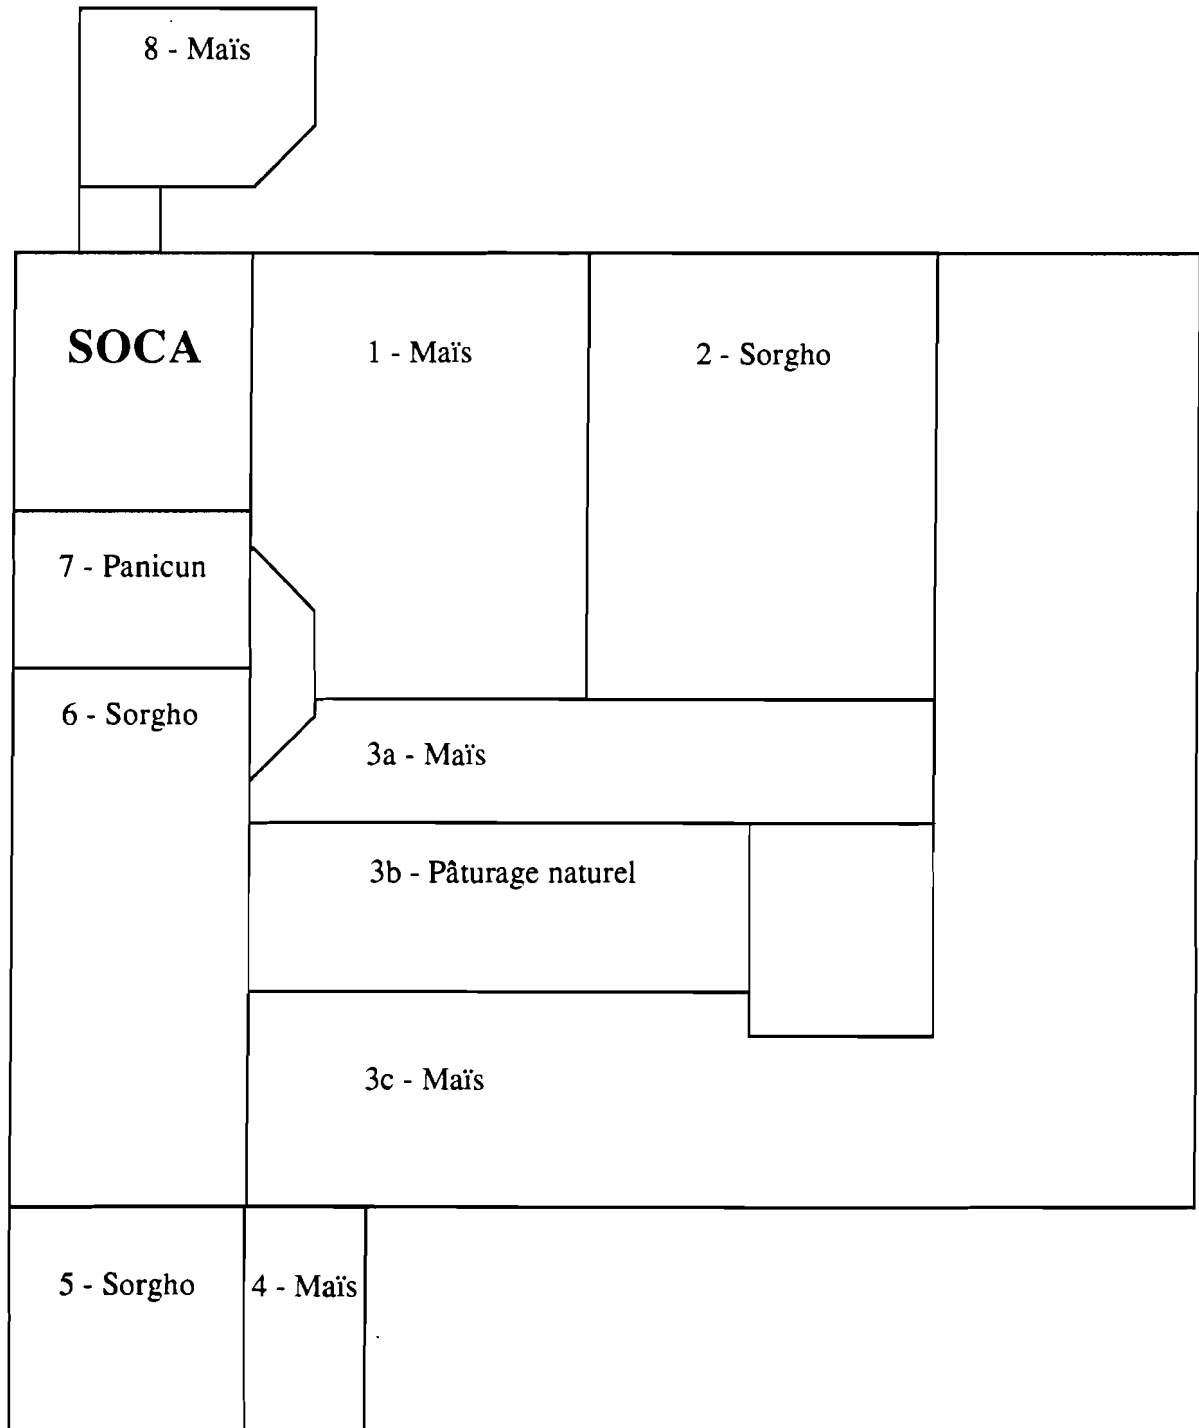 8 - Maïs
SOCA
1 - Maïs
2 - Sorgho
7 - Panicun
6 - Sorgho
3a - Maïs
3b - Pâturage naturel
3c - Maïs
5 - Sorgho
4 - Maïs